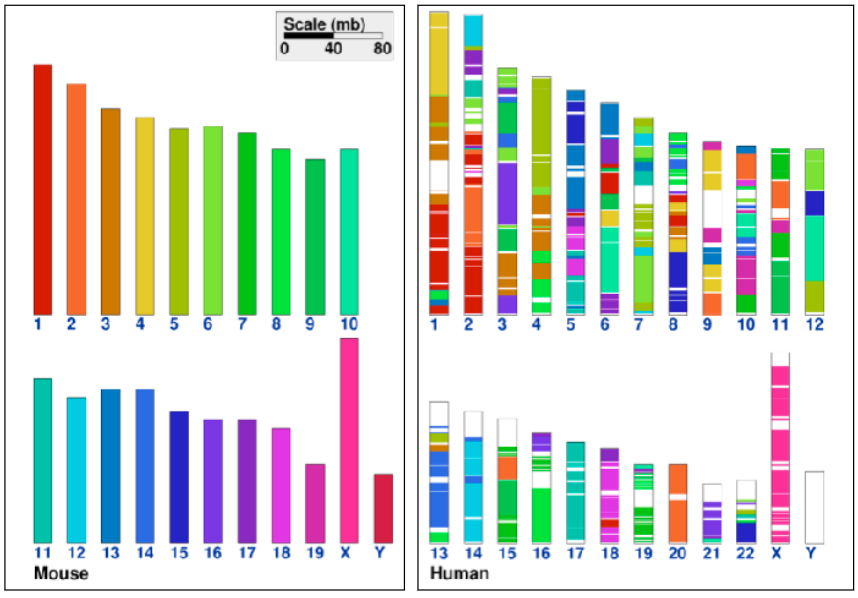 Scale (mb)
0 40 80
1 2 3 4 5 6 7 8 9 10
11 12 13 14 15 16 17 18 19 X Y
Mouse
1 2 3 4 5 6 7 8 9 10 11 12
13 14 15 16 17 18 19 20 21 22 X Y
Human